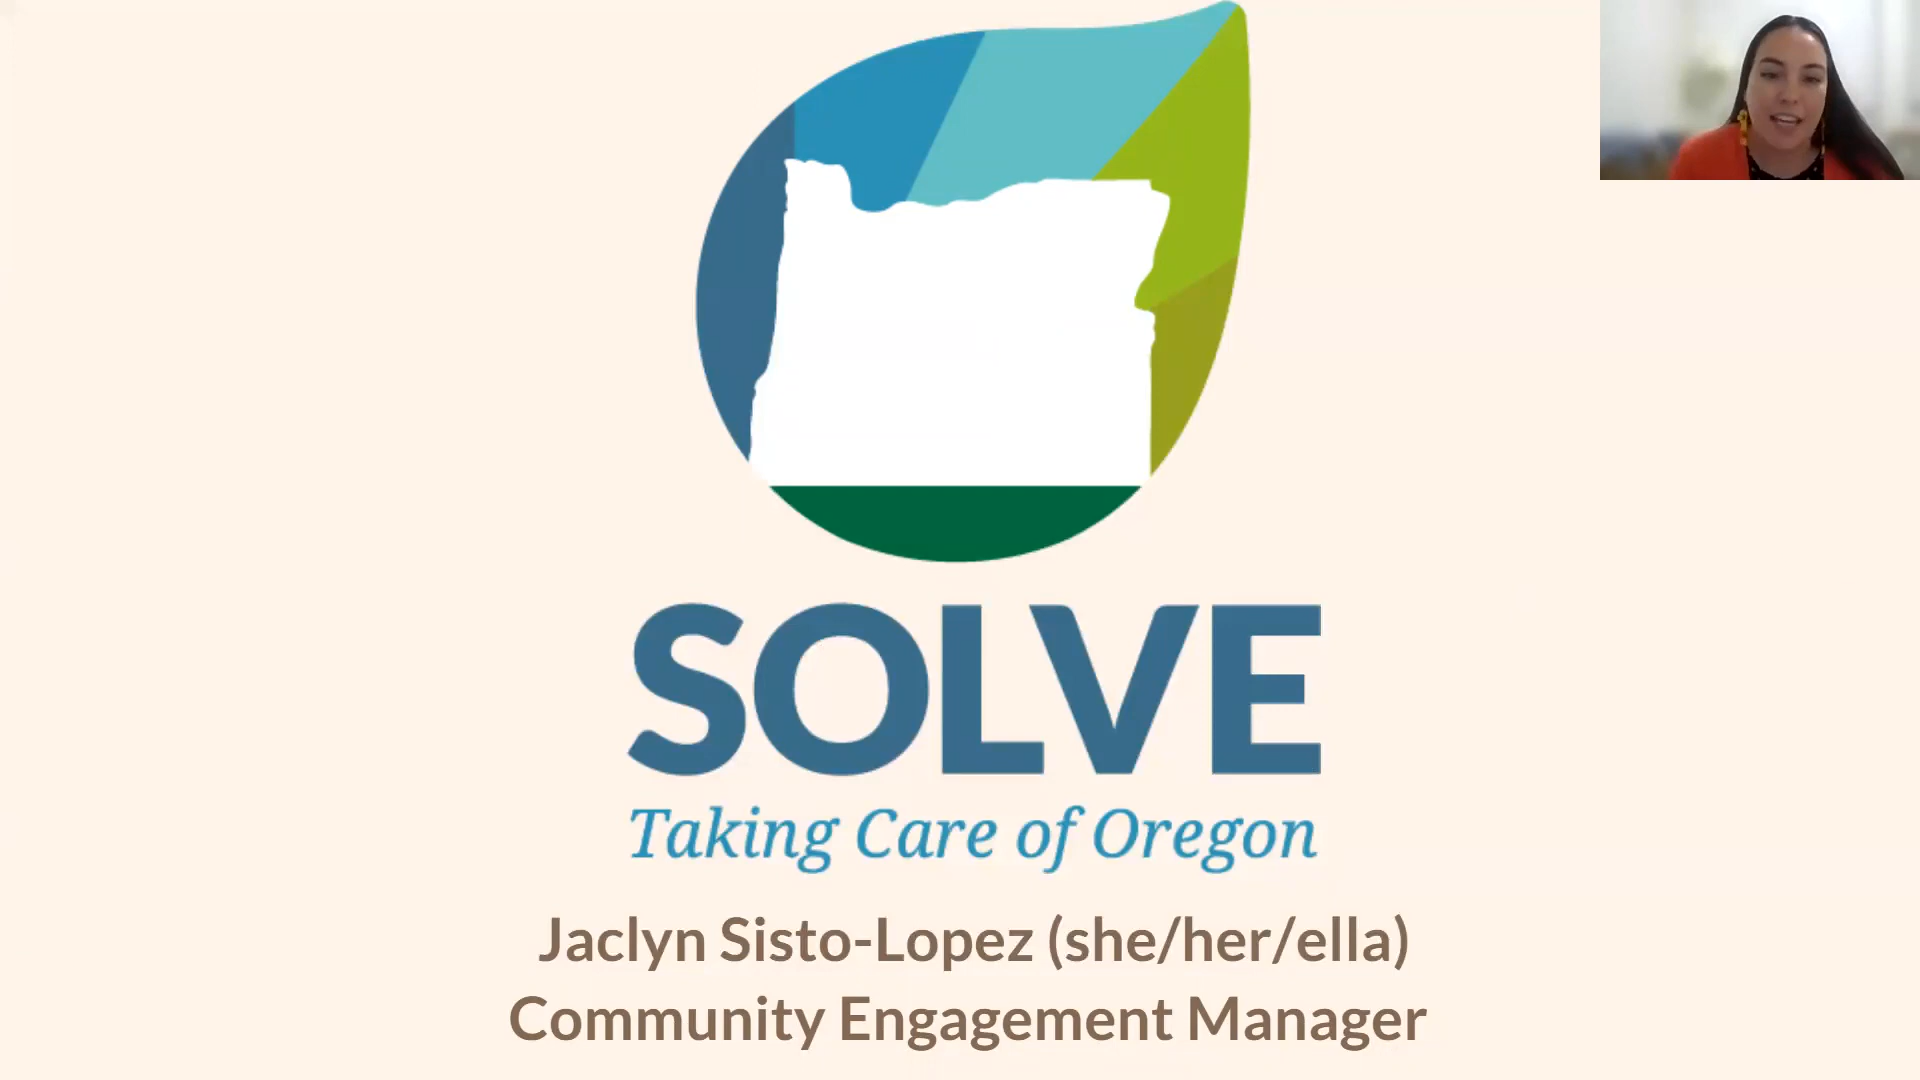 SOLVE
Taking Care of Oregon
Jaclyn Sisto-Lopez (she/her/ella)
Community Engagement Manager